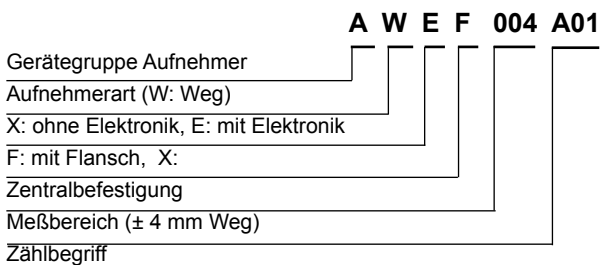 A W E F 004 A01
Gerätegruppe Aufnehmer
Aufnehmerart (W: Weg)
X: ohne Elektronik, E: mit Elektronik
F: mit Flansch, X:
Zentralbefestigung
Meßbereich (± 4 mm Weg)
Zählbegriff